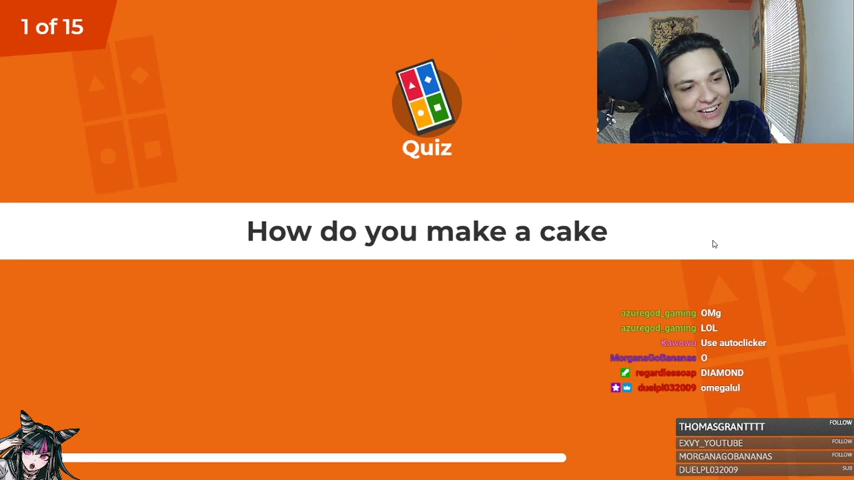 1 of 15
Quiz
How do you make a cake
azuregod_gaming OMg
azuregod_gaming LOL
Kawowa Use autoclicker
MorganaGoBananas O
regardlessoap DIAMOND
duelpl032009 omegalul
THOMASGRANTTTT FOLLOW
EXVY_YOUTUBE FOLLOW
MORGANAGOBANANAS FOLLOW
DUELPL032009 SUB